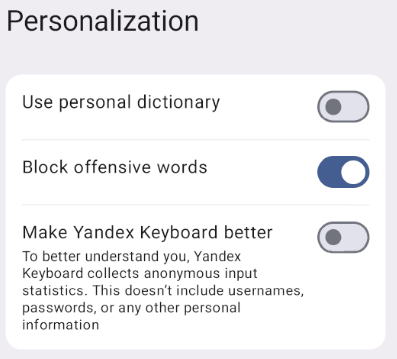 Personalization
Use personal dictionary
Block offensive words
Make Yandex Keyboard better
To better understand you, Yandex
Keyboard collects anonymous input
statistics. This doesn't include usernames,
passwords, or any other personal
information